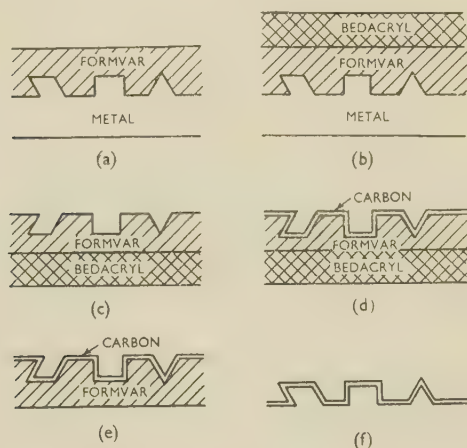 FORMVAR
METAL
(a)
BEDACRYL
FORMVAR
METAL
(b)
FORMVAR
BEDACRYL
(c)
CARBON
FORMVAR
BEDACRYL
(d)
CARBON
FORMVAR
(e)
(f)